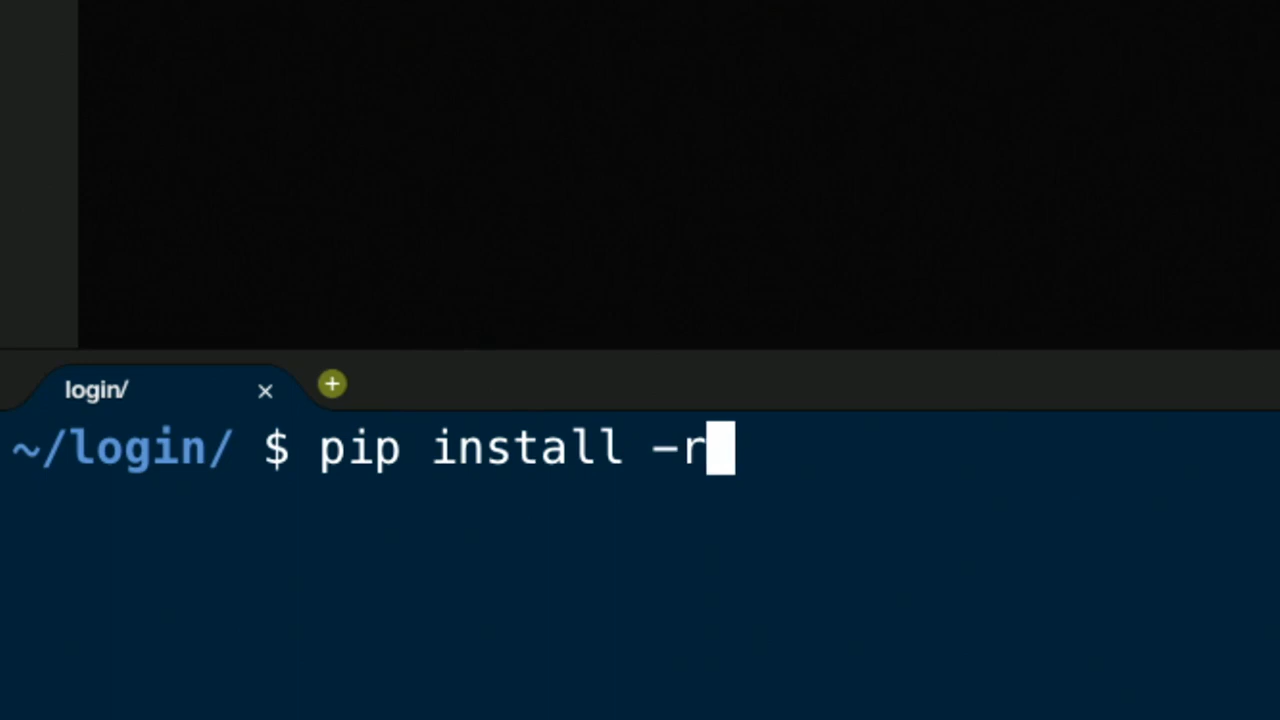 login/ × +
~/login/ $ pip install -r